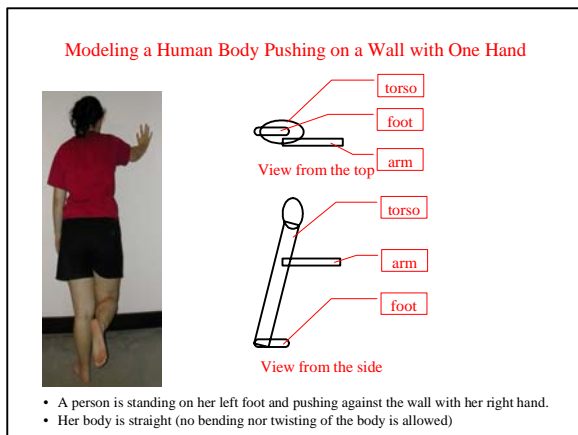 Modeling a Human Body Pushing on a Wall with One Hand
torso
foot
arm
View from the top
torso
arm
foot
View from the side
• A person is standing on her left foot and pushing against the wall with her right hand.
• Her body is straight (no bending nor twisting of the body is allowed)